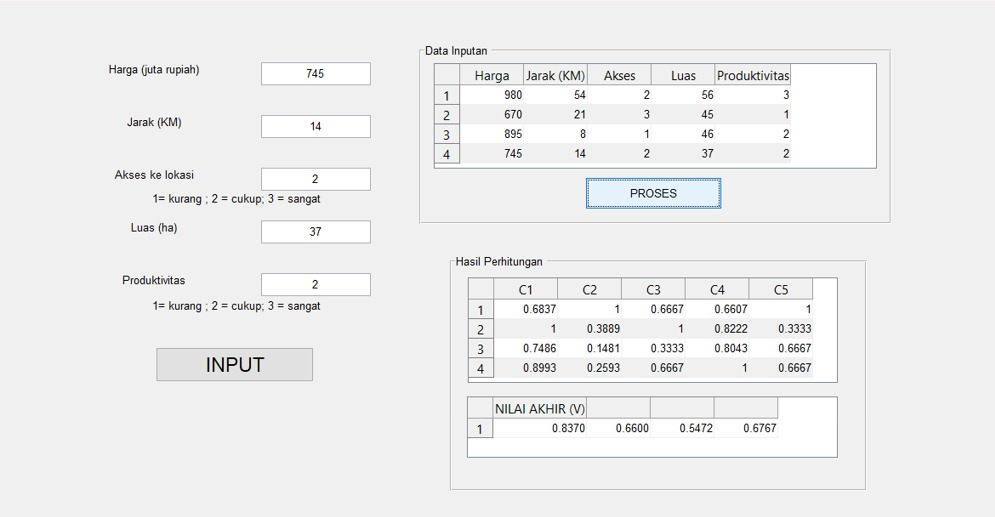 Harga (juta rupiah) 745
Jarak (KM) 14
Akses ke lokasi 2
1= kurang ; 2 = cukup; 3 = sangat
Luas (ha) 37
Produktivitas 2
1= kurang ; 2 = cukup; 3 = sangat
INPUT
Data Inputan
Harga Jarak (KM) Akses Luas Produktivitas
1 980 54 2 56 3
2 670 21 3 45 1
3 895 8 1 46 2
4 745 14 2 37 2
PROSES
Hasil Perhitungan
C1 C2 C3 C4 C5
1 0.6837 1 0.6667 0.6607 1
2 1 0.3889 1 0.8222 0.3333
3 0.7486 0.1481 0.3333 0.8043 0.6667
4 0.8993 0.2593 0.6667 1 0.6667
NILAI AKHIR (V)
1 0.8370 0.6600 0.5472 0.6767